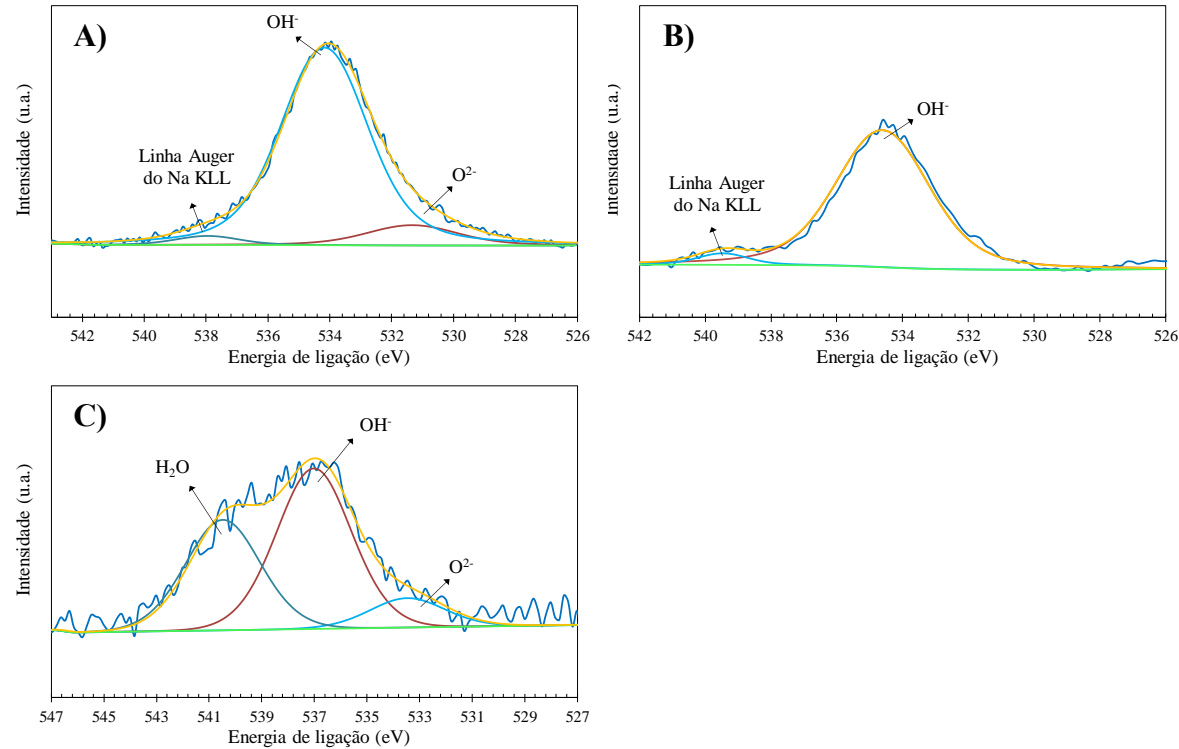 A)
OH⁻
Linha Auger
do Na KLL
O²⁻
Intensidade (u.a.)
542 540 538 536 534 532 530 528 526
Energia de ligação (eV)
B)
OH⁻
Linha Auger
do Na KLL
Intensidade (u.a.)
542 540 538 536 534 532 530 528 526
Energia de ligação (eV)
C)
OH⁻
H₂O
O²⁻
Intensidade (u.a.)
547 545 543 541 539 537 535 533 531 529 527
Energia de ligação (eV)